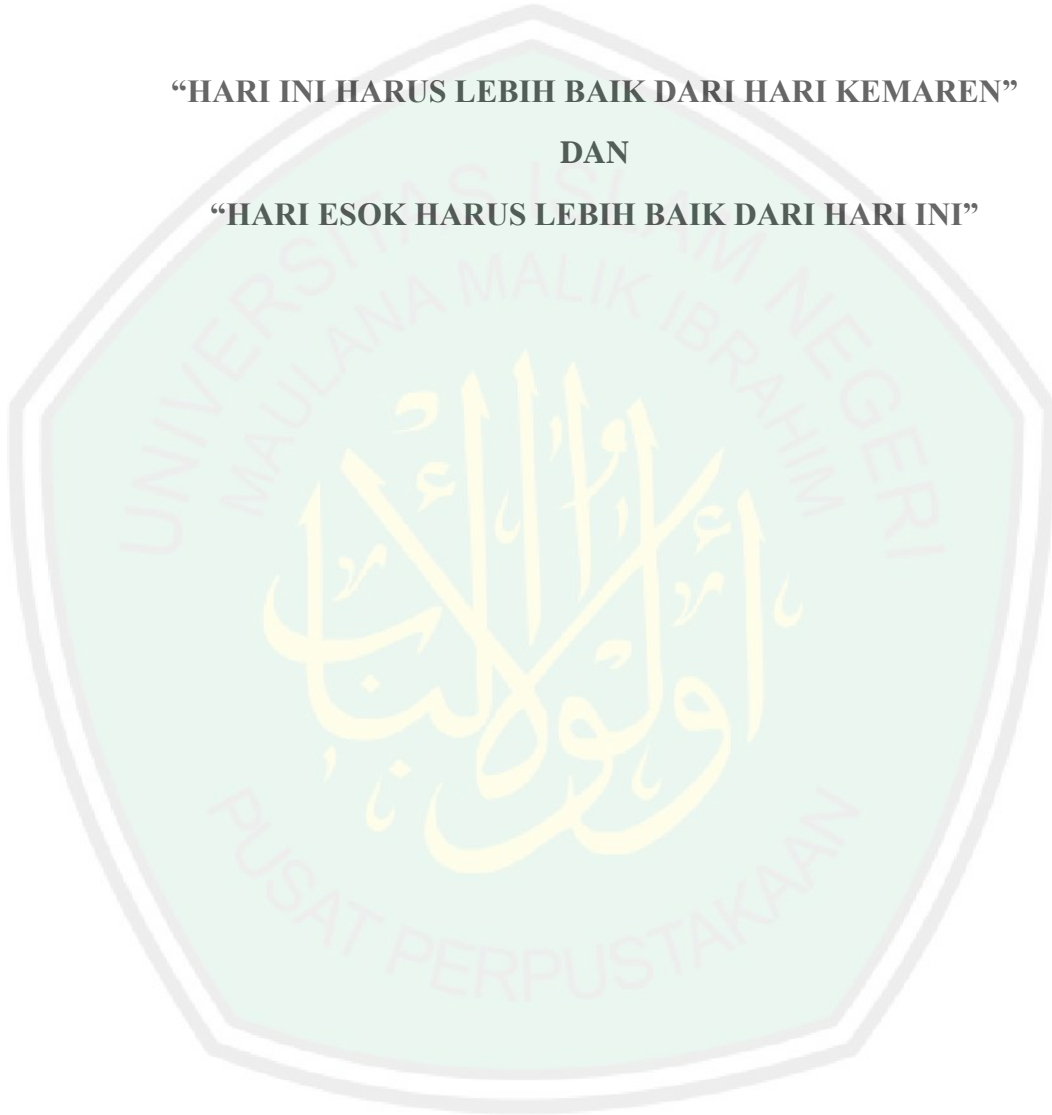 “HARI INI HARUS LEBIH BAIK DARI HARI KEMAREN”
DAN
“HARI ESOK HARUS LEBIH BAIK DARI HARI INI”
UNIVERSITAS ISLAM NEGERI
MAULANA MALIK IBRAHIM
أولوا الألباب
PUSAT PERPUSTAKAAN